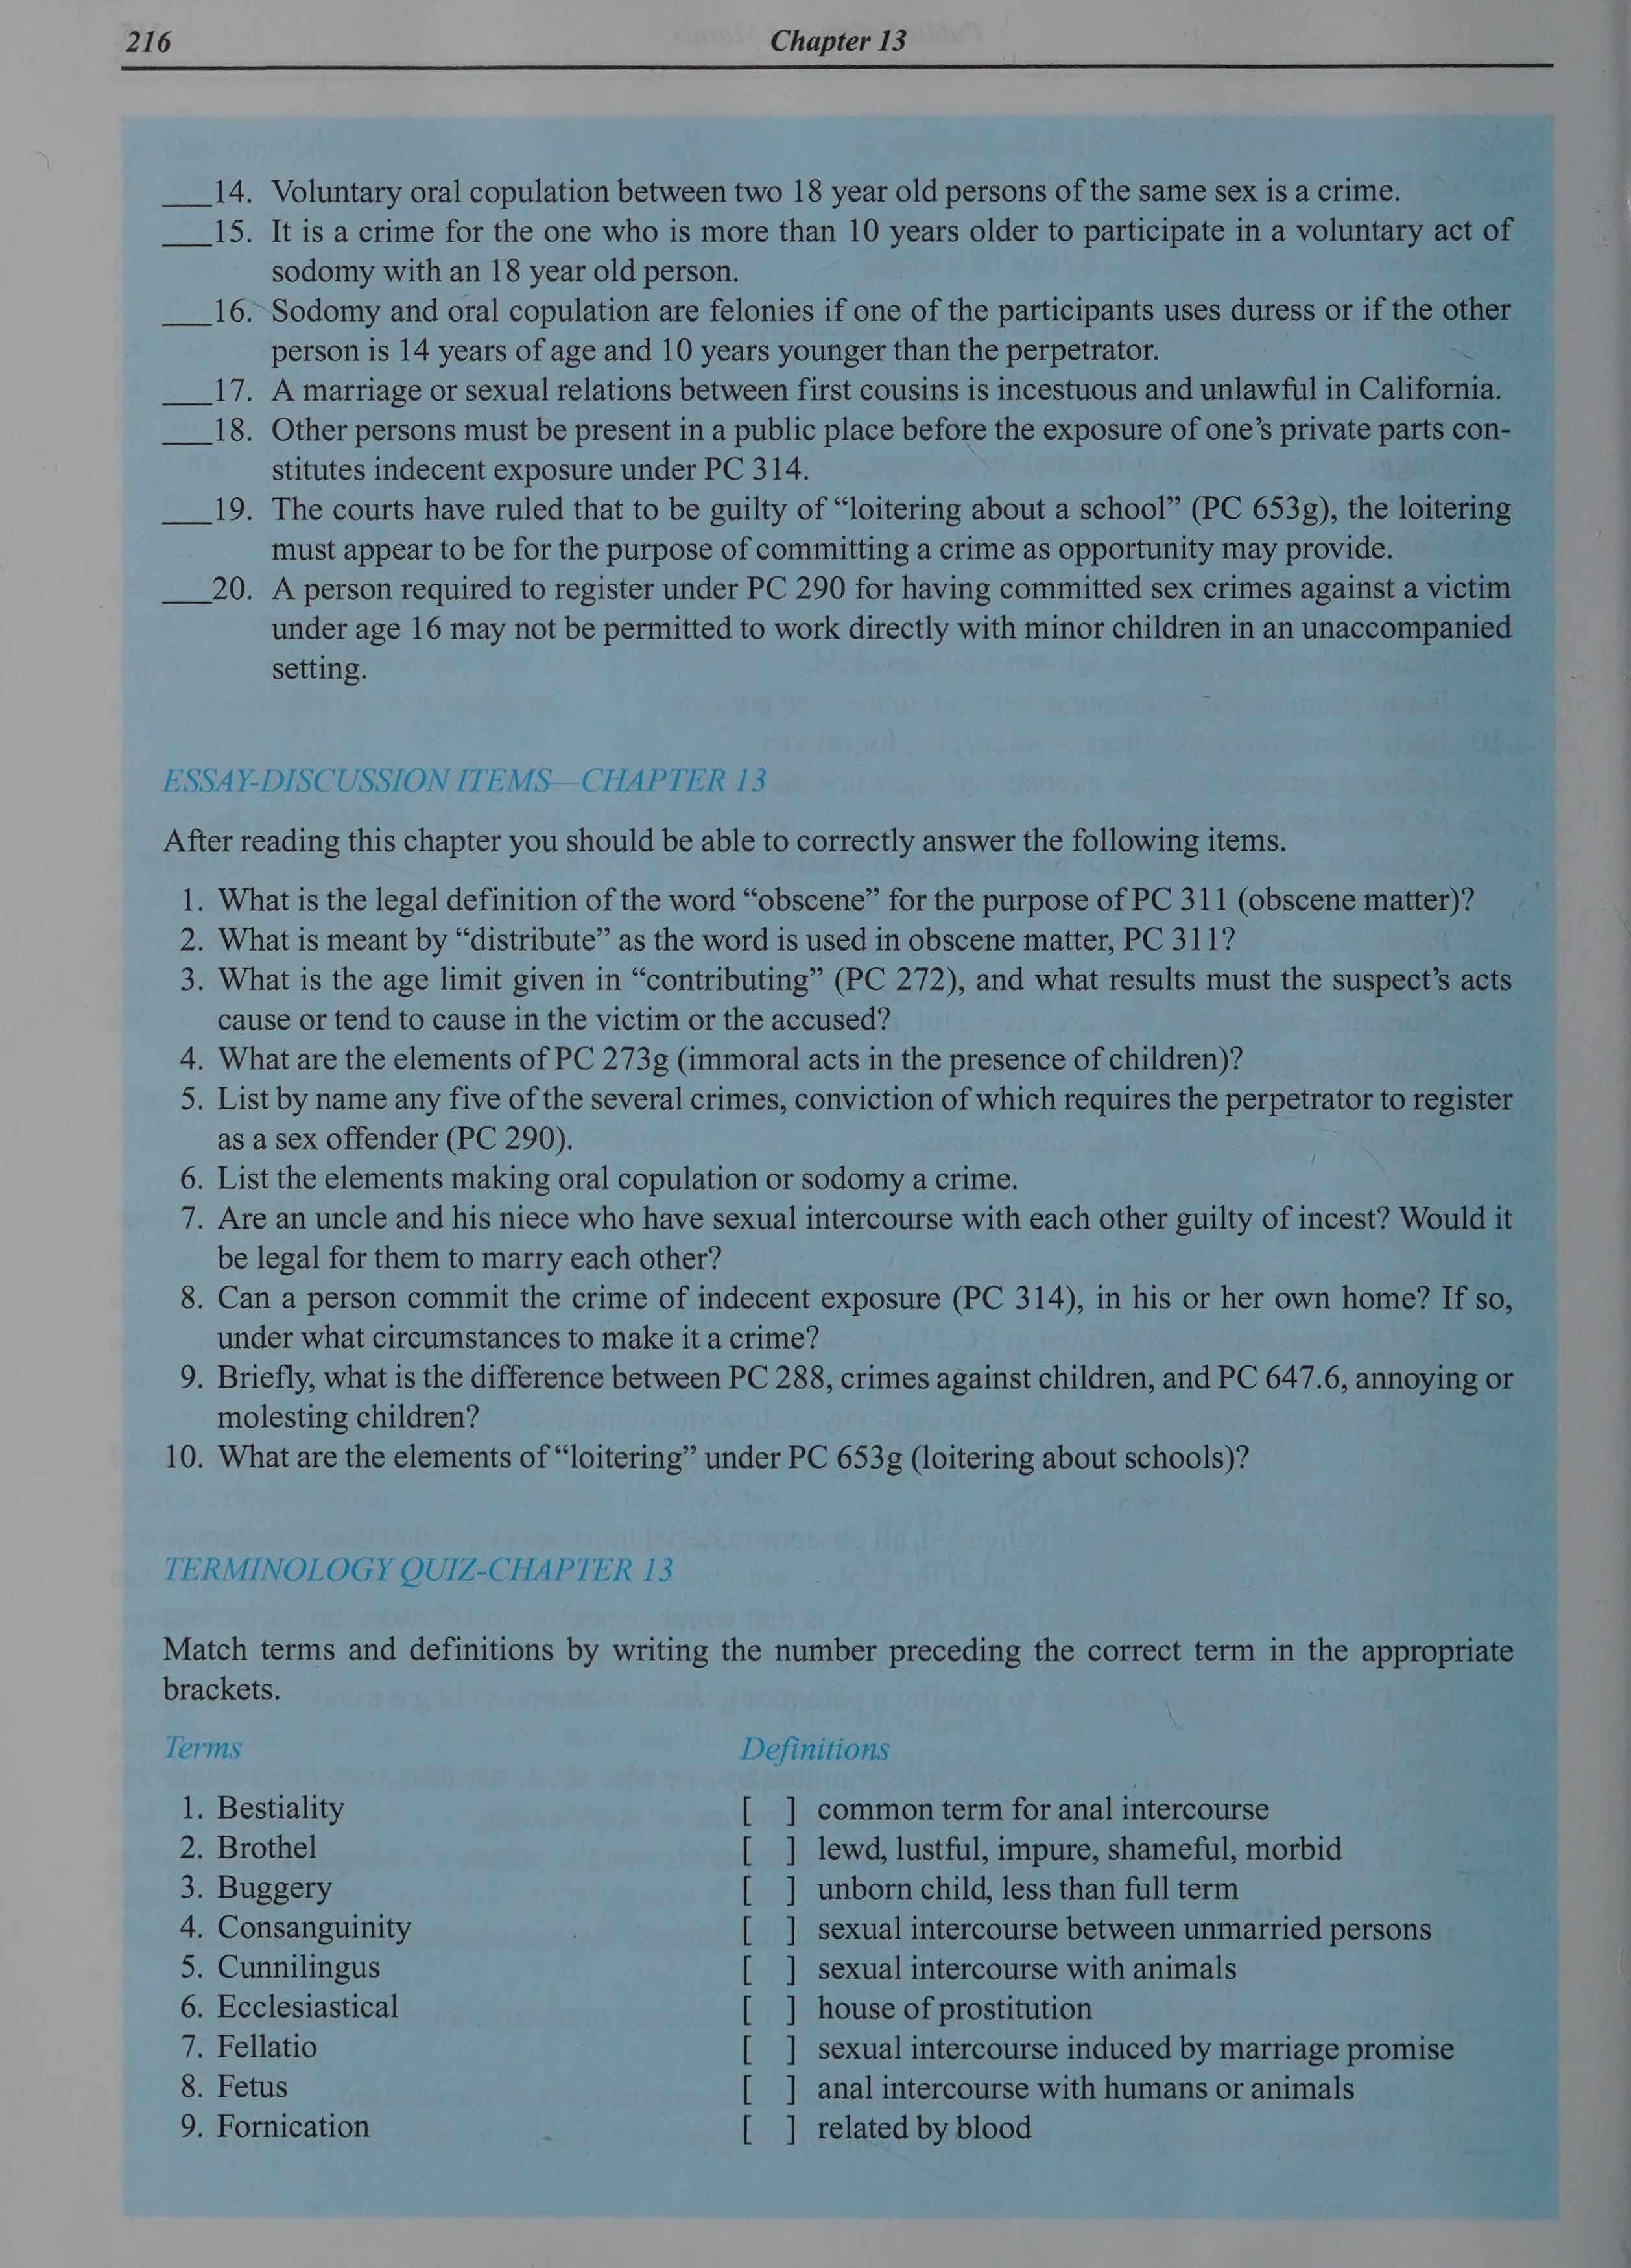 216
Chapter 13
___14. Voluntary oral copulation between two 18 year old persons of the same sex is a crime.
___15. It is a crime for the one who is more than 10 years older to participate in a voluntary act of
sodomy with an 18 year old person.
___16. Sodomy and oral copulation are felonies if one of the participants uses duress or if the other
person is 14 years of age and 10 years younger than the perpetrator.
___17. A marriage or sexual relations between first cousins is incestuous and unlawful in California.
___18. Other persons must be present in a public place before the exposure of one's private parts con-
stitutes indecent exposure under PC 314.
___19. The courts have ruled that to be guilty of "loitering about a school" (PC 653g), the loitering
must appear to be for the purpose of committing a crime as opportunity may provide.
___20. A person required to register under PC 290 for having committed sex crimes against a victim
under age 16 may not be permitted to work directly with minor children in an unaccompanied
setting.
ESSAY-DISCUSSION ITEMS—CHAPTER 13
After reading this chapter you should be able to correctly answer the following items.
1. What is the legal definition of the word "obscene" for the purpose of PC 311 (obscene matter)?
2. What is meant by "distribute" as the word is used in obscene matter, PC 311?
3. What is the age limit given in "contributing" (PC 272), and what results must the suspect's acts
cause or tend to cause in the victim or the accused?
4. What are the elements of PC 273g (immoral acts in the presence of children)?
5. List by name any five of the several crimes, conviction of which requires the perpetrator to register
as a sex offender (PC 290).
6. List the elements making oral copulation or sodomy a crime.
7. Are an uncle and his niece who have sexual intercourse with each other guilty of incest? Would it
be legal for them to marry each other?
8. Can a person commit the crime of indecent exposure (PC 314), in his or her own home? If so,
under what circumstances to make it a crime?
9. Briefly, what is the difference between PC 288, crimes against children, and PC 647.6, annoying or
molesting children?
10. What are the elements of "loitering" under PC 653g (loitering about schools)?
TERMINOLOGY QUIZ-CHAPTER 13
Match terms and definitions by writing the number preceding the correct term in the appropriate
brackets.
Terms
Definitions
1. Bestiality
[ ] common term for anal intercourse
2. Brothel
[ ] lewd, lustful, impure, shameful, morbid
3. Buggery
[ ] unborn child, less than full term
4. Consanguinity
[ ] sexual intercourse between unmarried persons
5. Cunnilingus
[ ] sexual intercourse with animals
6. Ecclesiastical
[ ] house of prostitution
7. Fellatio
[ ] sexual intercourse induced by marriage promise
8. Fetus
[ ] anal intercourse with humans or animals
9. Fornication
[ ] related by blood